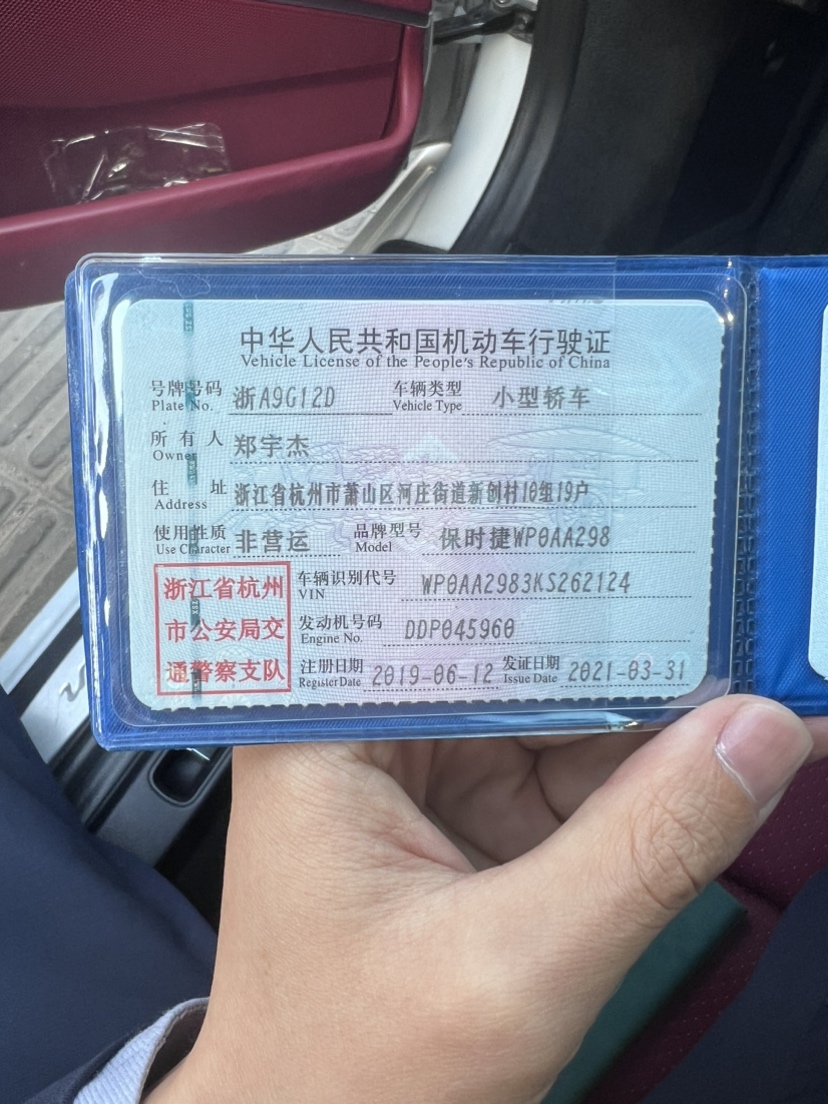 中华人民共和国机动车行驶证
Vehicle License of the People's Republic of China
号牌号码 浙A9G12D 车辆类型 小型轿车
Plate No. Vehicle Type
所有人 郑宇杰
Owner
住址 浙江省杭州市萧山区河庄街道新创村10组19户
Address
使用性质 非营运 品牌型号 保时捷WP0AA298
Use Character Model
浙江省杭州 车辆识别代号 WP0AA2983KS262124
VIN
市公安局交 发动机号码 DDP045960
Engine No.
通警察支队 注册日期 2019-06-12 发证日期 2021-03-31
Register Date Issue Date